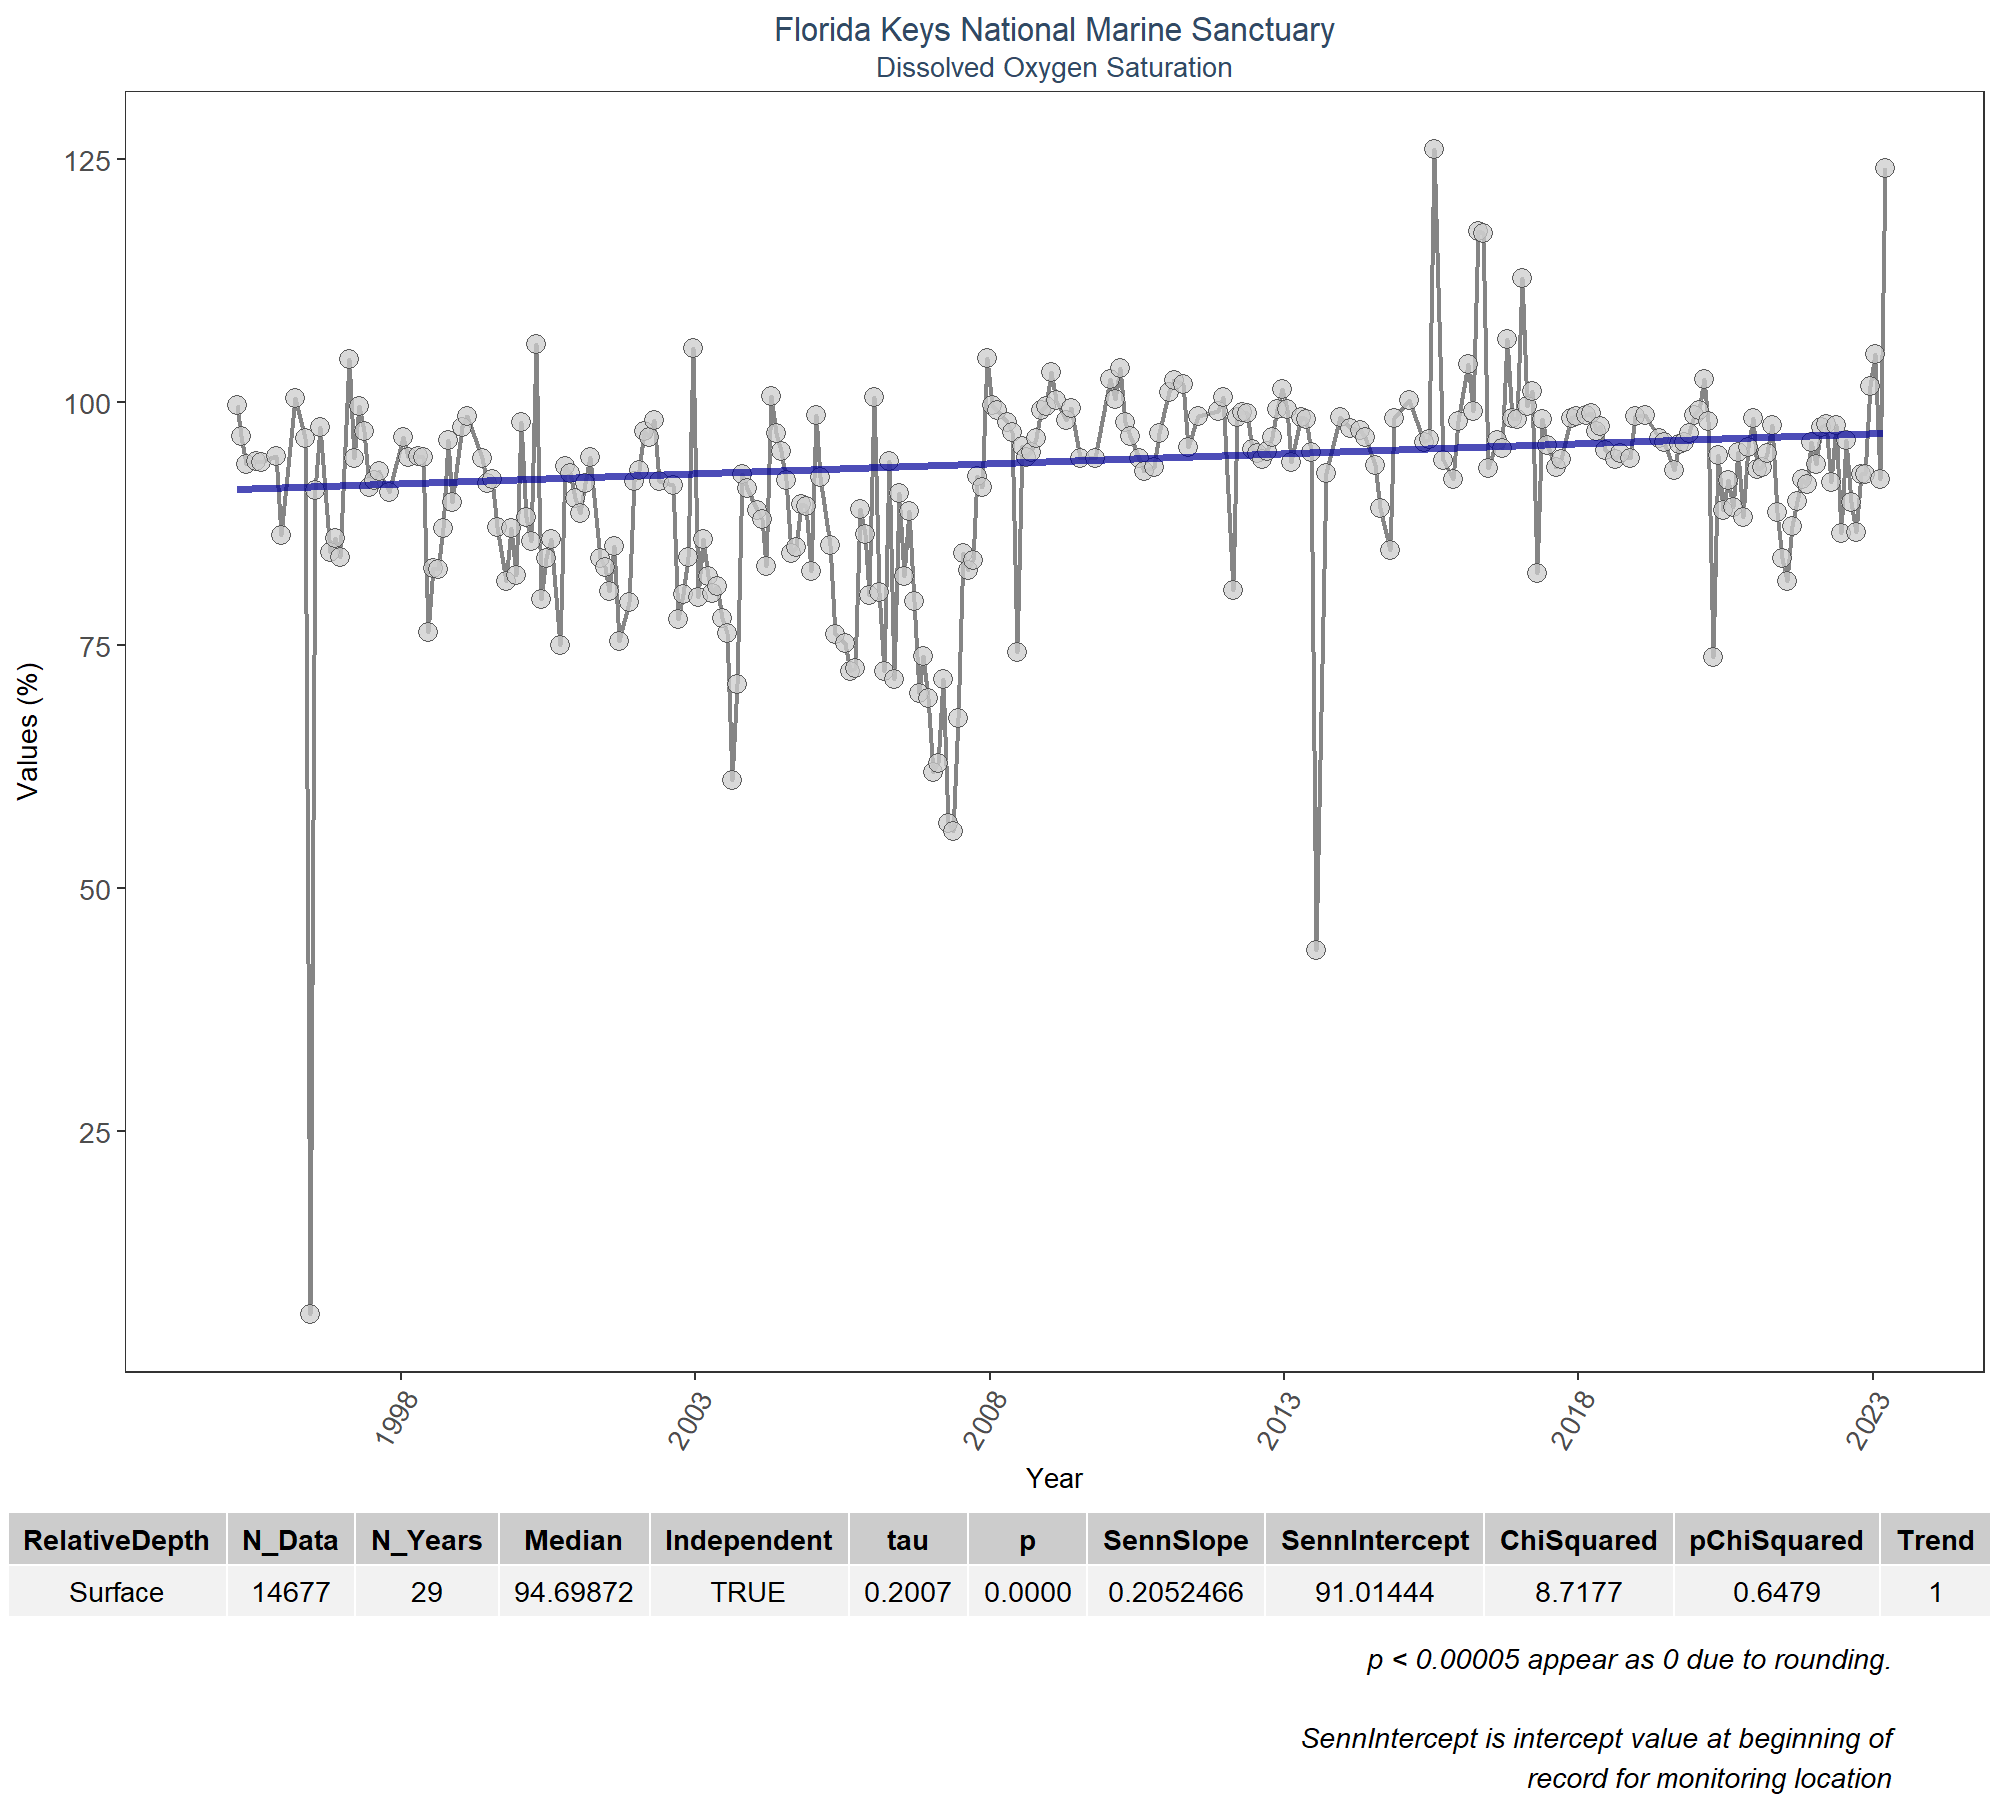 Florida Keys National Marine Sanctuary
Dissolved Oxygen Saturation
125
100
75
50
25
Values (%)
1998 2003 2008 2013 2018 2023
Year
RelativeDepth N_Data N_Years Median Independent tau p SennSlope SennIntercept ChiSquared pChiSquared Trend
Surface 14677 29 94.69872 TRUE 0.2007 0.0000 0.2052466 91.01444 8.7177 0.6479 1
p < 0.00005 appear as 0 due to rounding.
SennIntercept is intercept value at beginning of
record for monitoring location